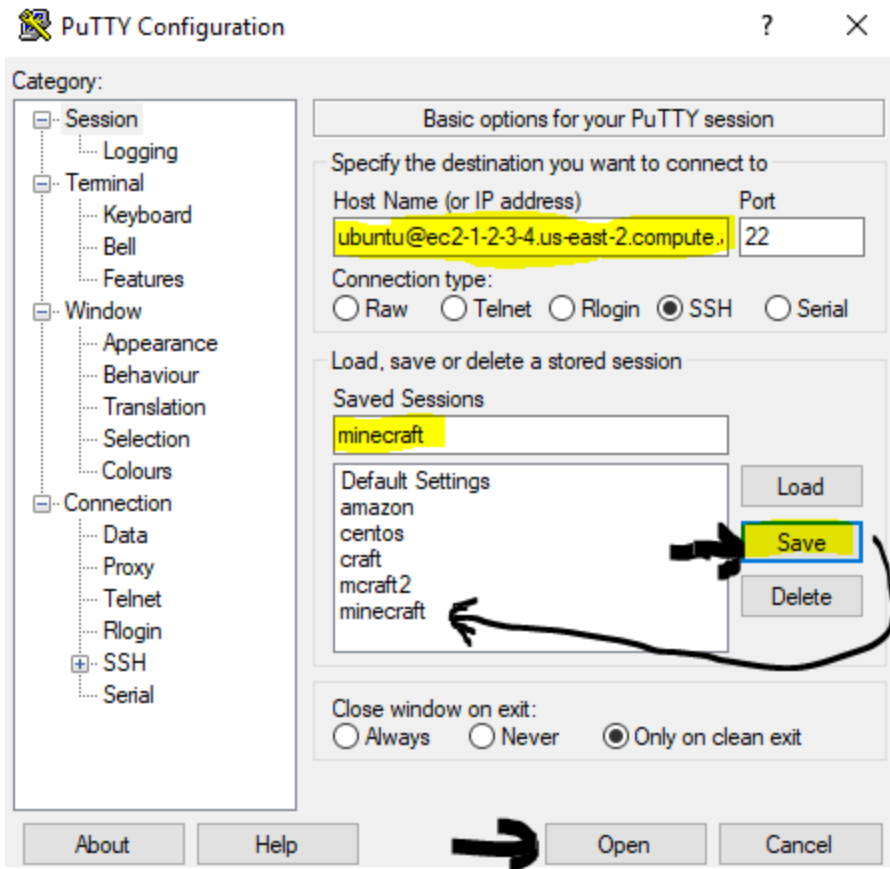 PuTTY Configuration
?
Category:
Session
Logging
Terminal
Keyboard
Bell
Features
Window
Appearance
Behaviour
Translation
Selection
Colours
Connection
Data
Proxy
Telnet
Rlogin
SSH
Serial
Basic options for your PuTTY session
Specify the destination you want to connect to
Host Name (or IP address) Port
ubuntu@ec2-1-2-3-4.us-east-2.compute. 22
Connection type:
Raw Telnet Rlogin SSH Serial
Load, save or delete a stored session
Saved Sessions
minecraft
Default Settings
amazon
centos
craft
mcraft2
minecraft
Load
Save
Delete
Close window on exit:
Always Never Only on clean exit
About Help Open Cancel